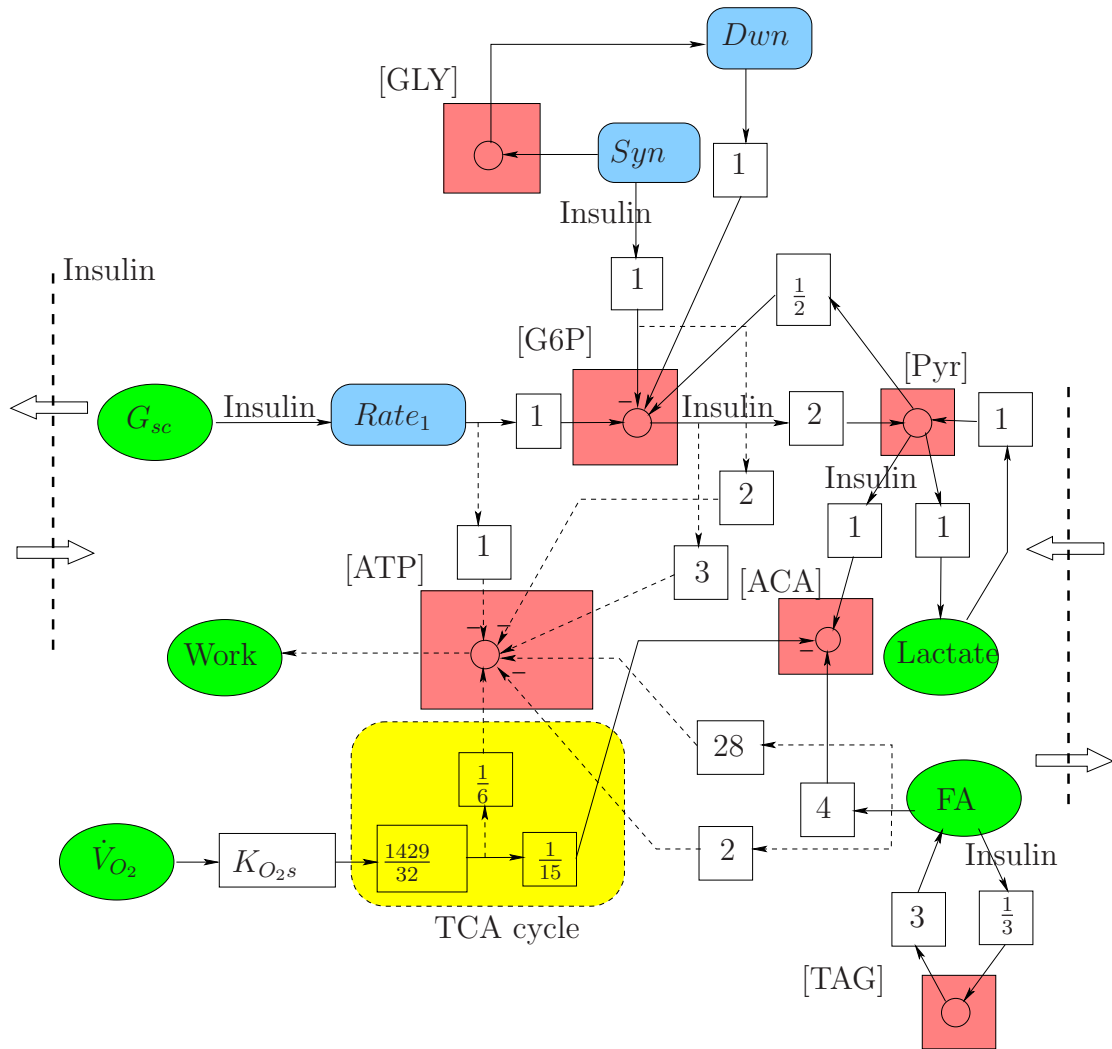 Dwn
[GLY]
Syn
1
Insulin
Insulin
1
1/2
[G6P]
[Pyr]
−
G_sc
Insulin
Rate₁
1
Insulin
2
1
Insulin
2
1
1
1
3
[ATP]
[ACA]
− −
Work
−
−
Lactate
28
1/6
4
FA
V̇_O₂
K_O₂s
1429/32
1/15
2
Insulin
3
1/3
TCA cycle
[TAG]